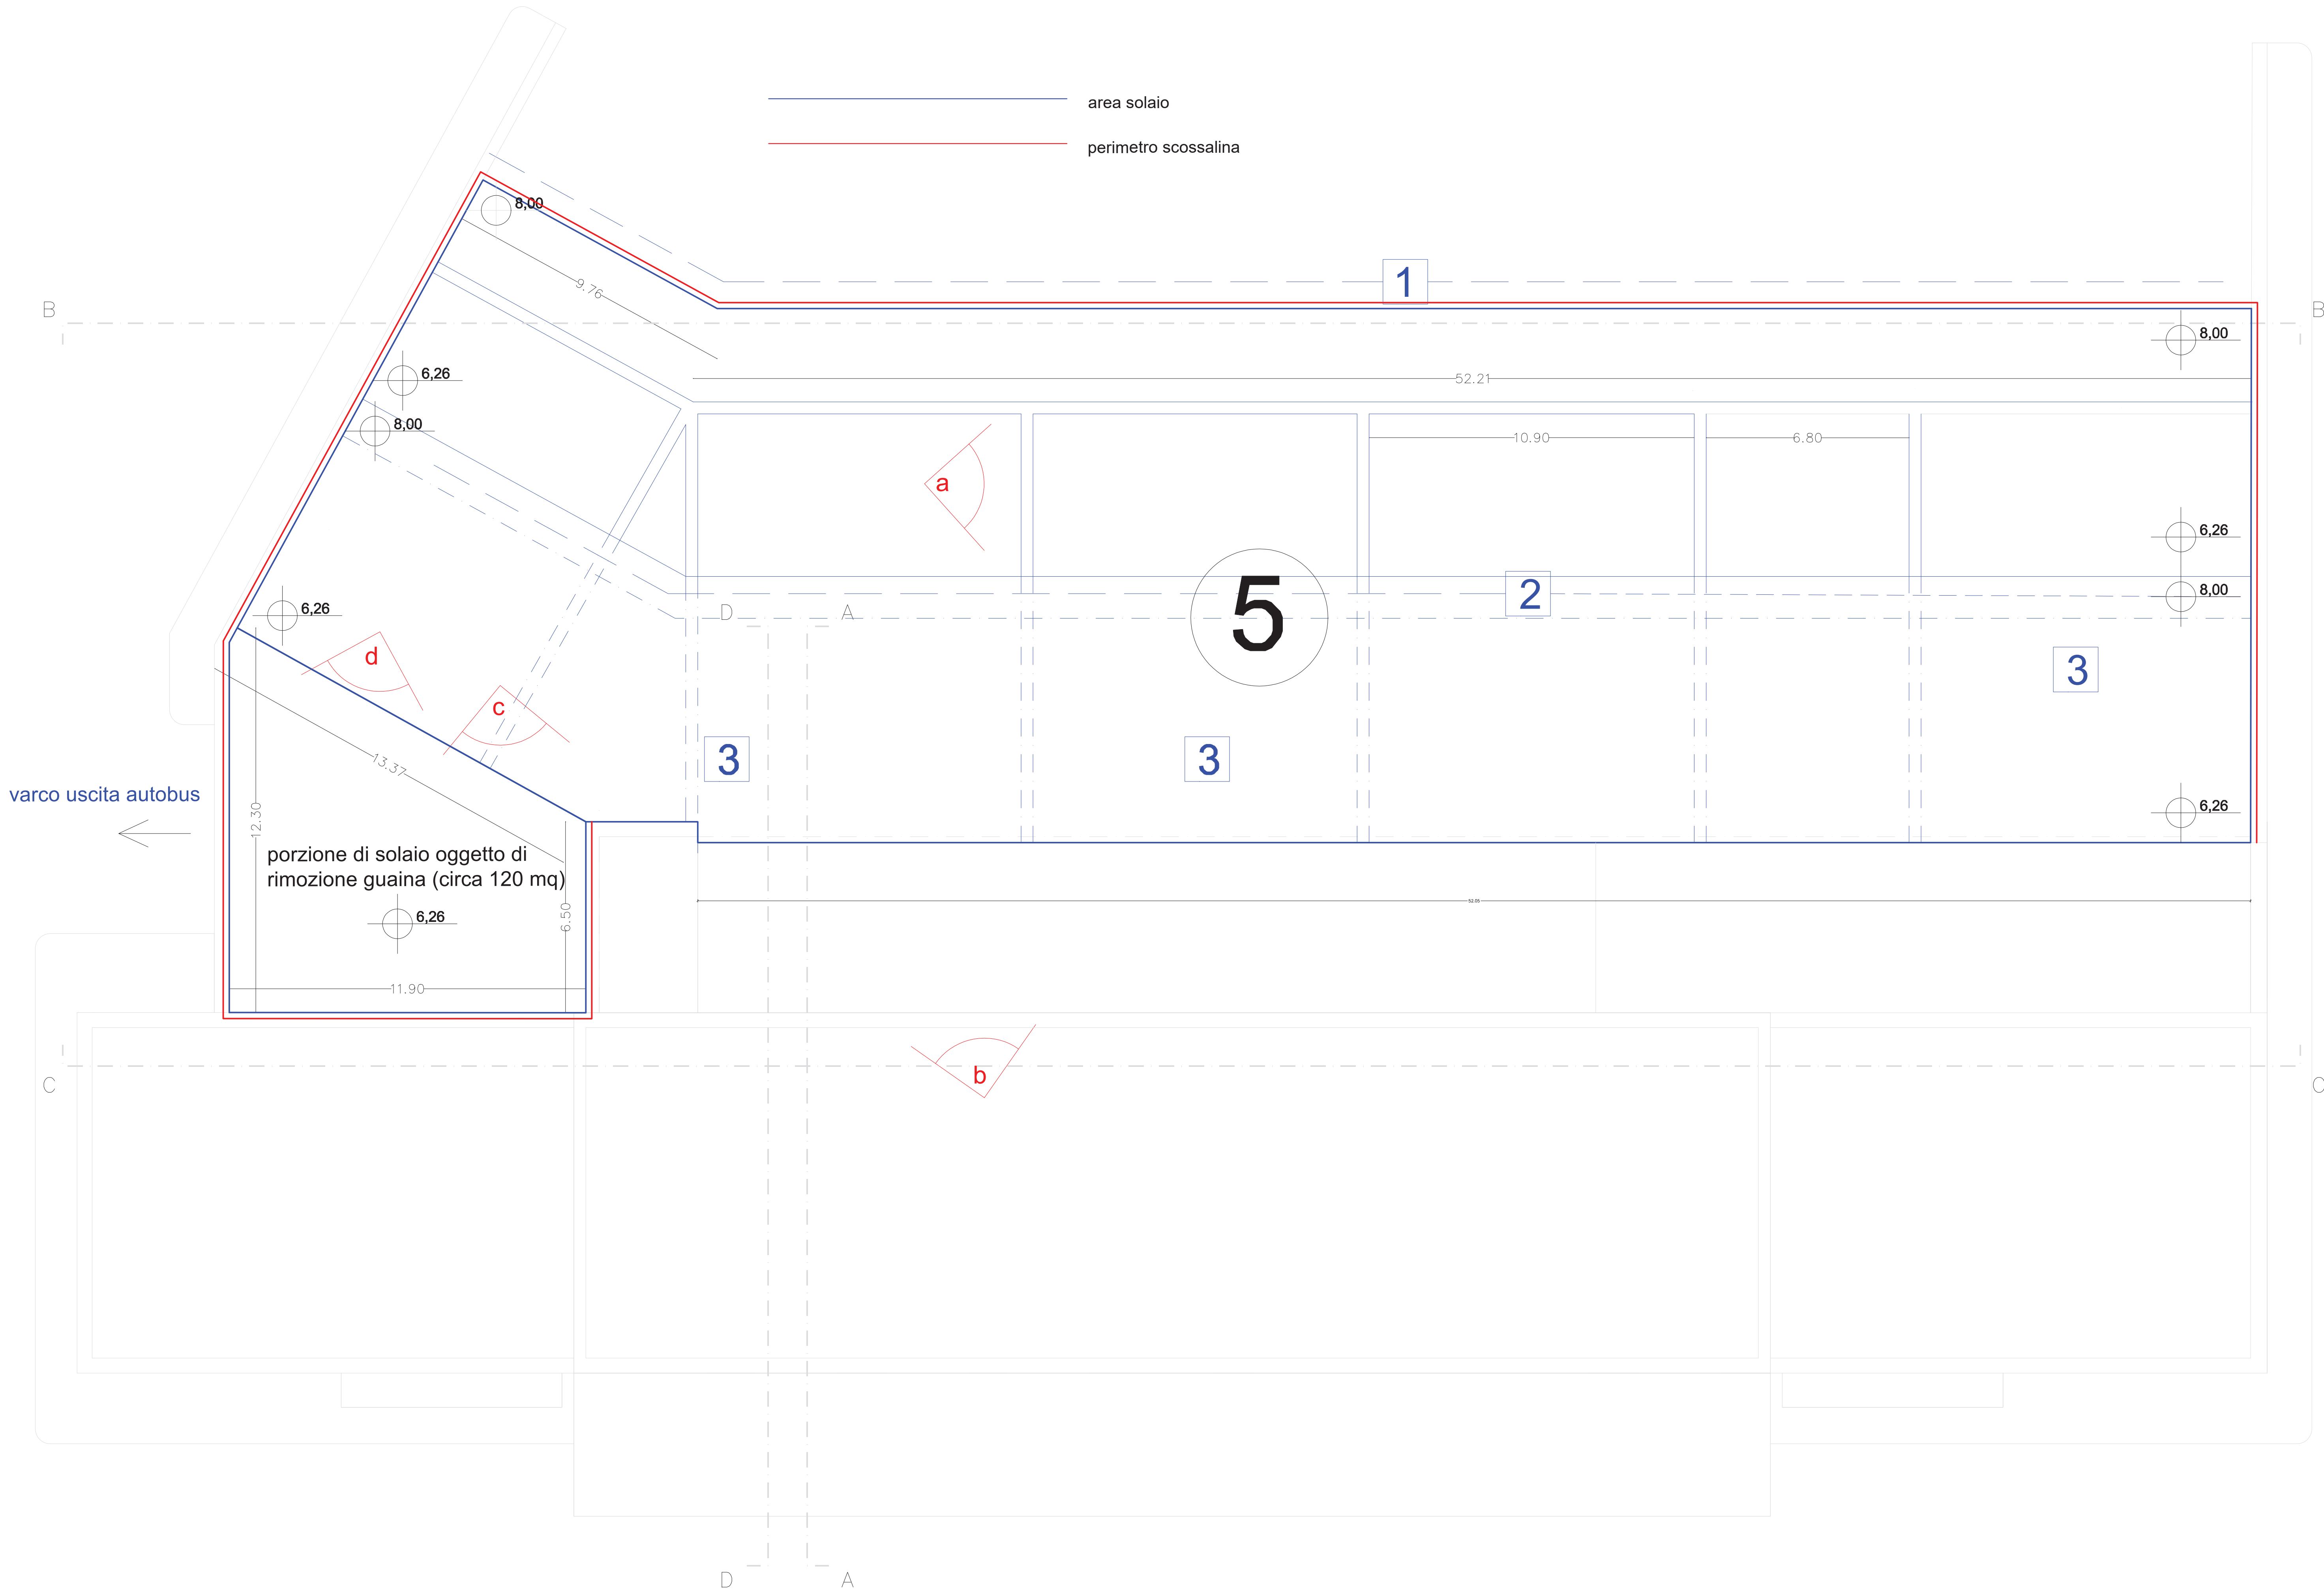 area solaio
perimetro scossalina
8,00
9.76
1
B
B
8,00
52.21
6,26
8,00
10.90
6.80
a
6,26
5
2
8,00
6,26
D
A
d
3
c
13.37
3
3
varco uscita autobus
12.30
6,26
porzione di solaio oggetto di
rimozione guaina (circa 120 mq)
6,26
6.50
52.05
11.90
b
C
C
D
A